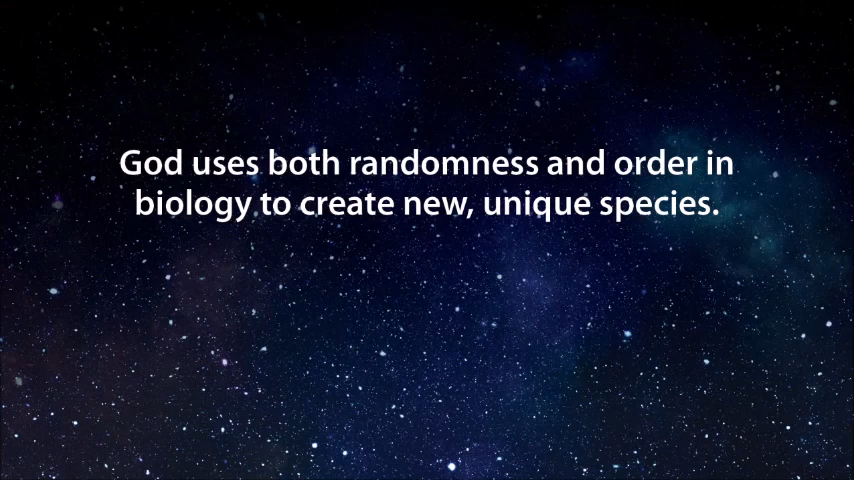 God uses both randomness and order in
biology to create new, unique species.